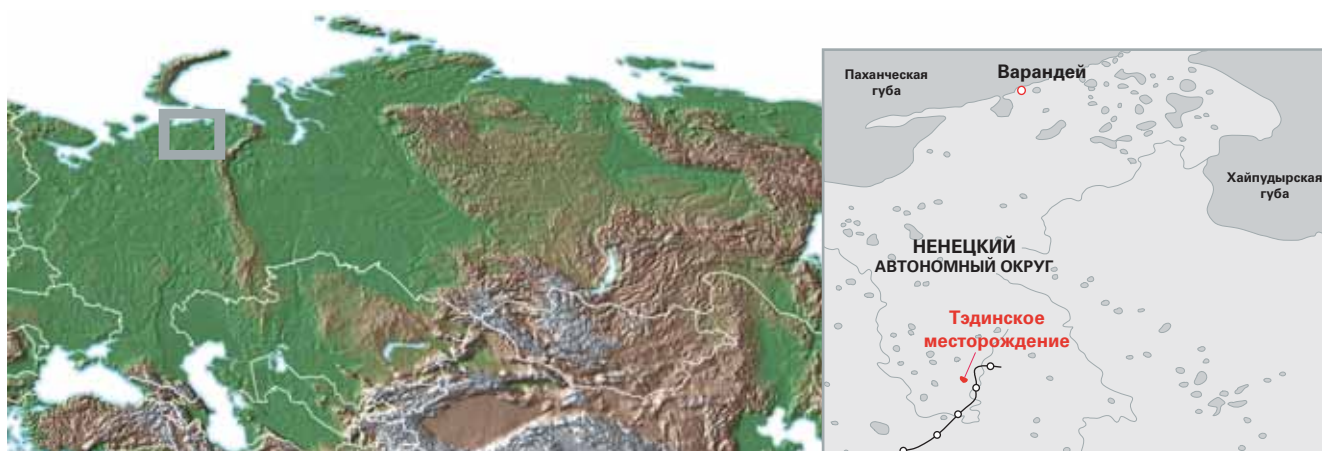 Паханческая
губа
Варандей
Хайпудырская
губа
НЕНЕЦКИЙ
АВТОНОМНЫЙ ОКРУГ
Тэдинское
месторождение